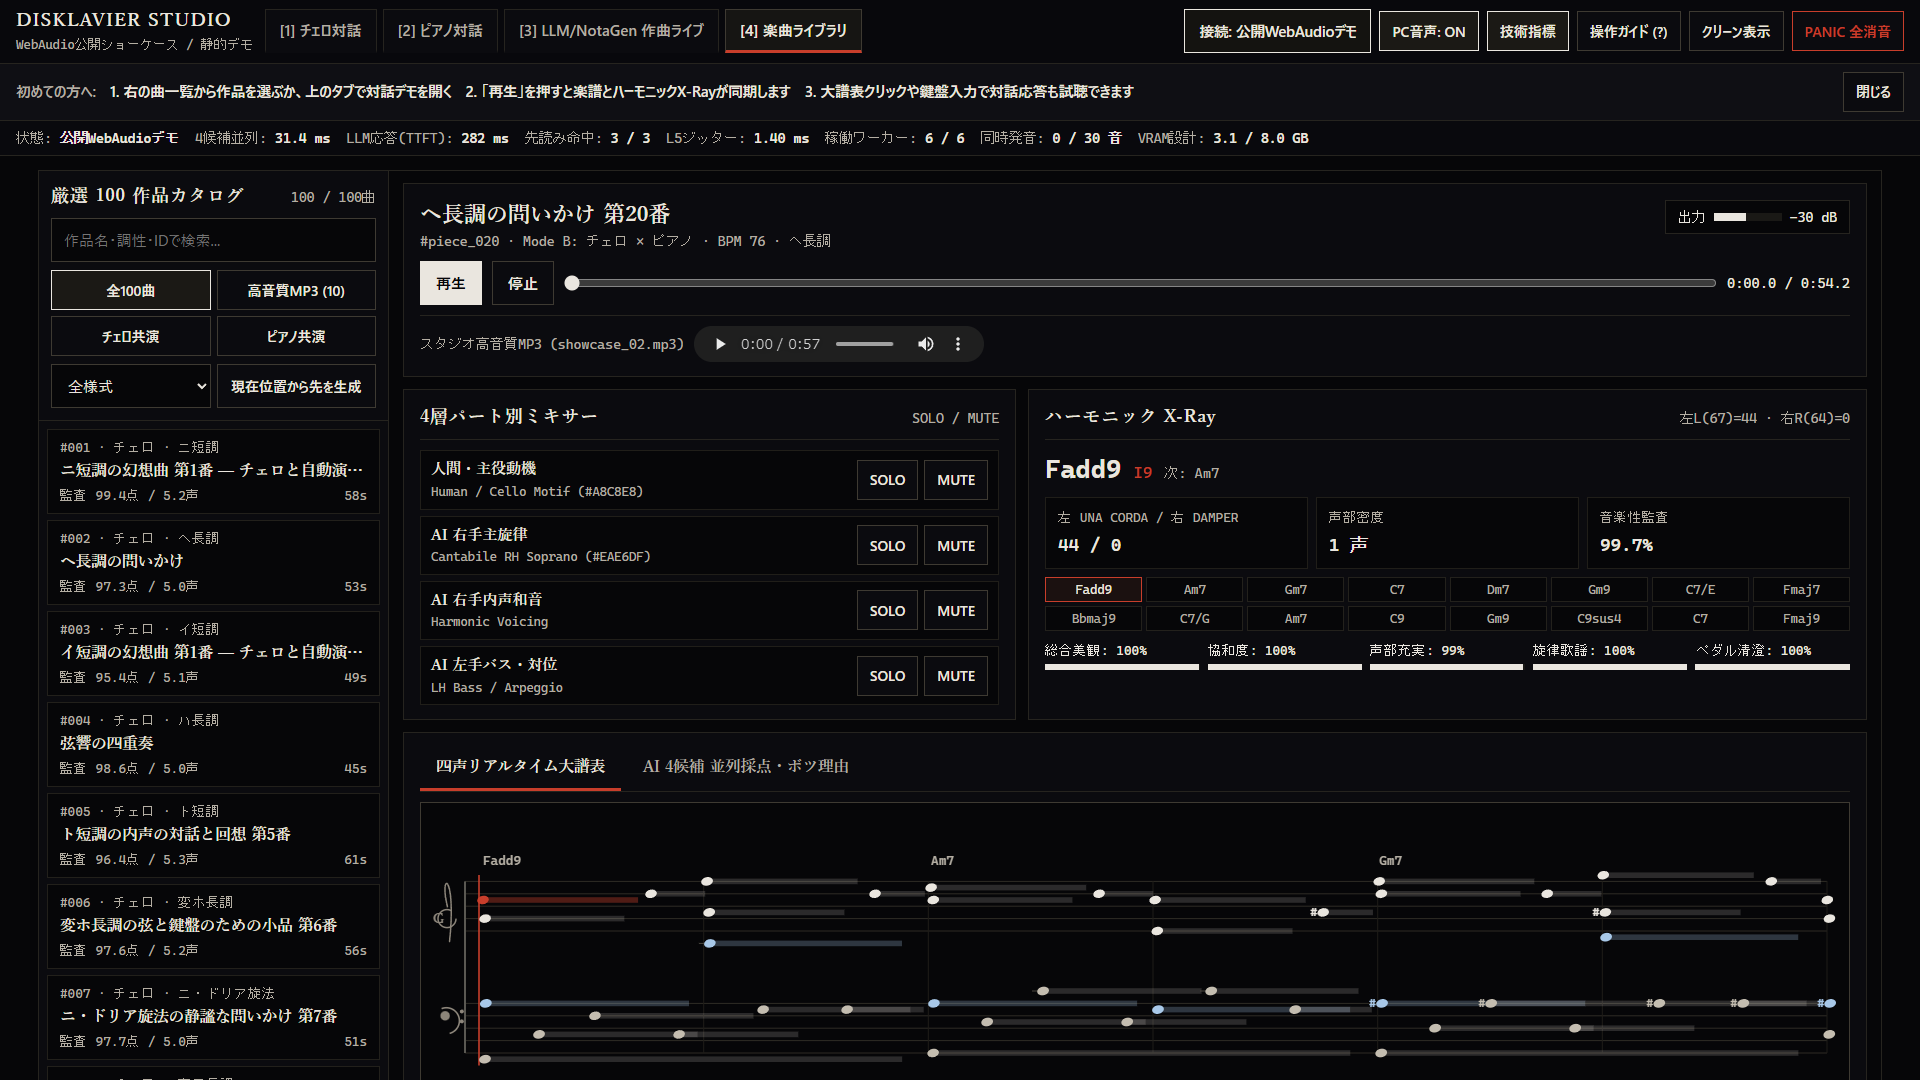 DISKLAVIER STUDIO
WebAudio公開ショーケース / 静的デモ
[1] チェロ対話
[2] ピアノ対話
[3] LLM/NotaGen 作曲ライブ
[4] 楽曲ライブラリ
接続: 公開WebAudioデモ
PC音声: ON
技術指標
操作ガイド (?)
クリーン表示
PANIC 全消音
初めての方へ: 1. 右の曲一覧から作品を選ぶか、上のタブで対話デモを開く 2. 「再生」を押すと楽譜とハーモニックX-Rayが同期します 3. 大譜表クリックや鍵盤入力で対話応答も試聴できます
閉じる
状態: 公開WebAudioデモ 4候補並列: 31.4 ms LLM応答(TTFT): 282 ms 先読み命中: 3 / 3 L5ジッター: 1.40 ms 稼働ワーカー: 6 / 6 同時発音: 0 / 30 音 VRAM設計: 3.1 / 8.0 GB
厳選 100 作品カタログ
100 / 100曲
作品名・調性・IDで検索...
全100曲
高音質MP3 (10)
チェロ共演
ピアノ共演
全様式
現在位置から先を生成
#001 · チェロ · ニ短調
ニ短調の幻想曲 第1番 — チェロと自動演…
監査 99.4点 / 5.2声
58s
#002 · チェロ · ヘ長調
ヘ長調の問いかけ
監査 97.3点 / 5.0声
53s
#003 · チェロ · イ短調
イ短調の幻想曲 第1番 — チェロと自動演…
監査 95.4点 / 5.1声
49s
#004 · チェロ · ハ長調
弦響の四重奏
監査 98.6点 / 5.0声
45s
#005 · チェロ · ト短調
ト短調の内声の対話と回想 第5番
監査 96.4点 / 5.3声
61s
#006 · チェロ · 変ホ長調
変ホ長調の弦と鍵盤のための小品 第6番
監査 97.6点 / 5.2声
56s
#007 · チェロ · ニ・ドリア旋法
ニ・ドリア旋法の静謐な問いかけ 第7番
監査 97.7点 / 5.0声
51s
ヘ長調の問いかけ 第20番
#piece_020 · Mode B: チェロ × ピアノ · BPM 76 · ヘ長調
出力
-30 dB
再生
停止
0:00.0 / 0:54.2
スタジオ高音質MP3 (showcase_02.mp3)
0:00 / 0:57
4層パート別ミキサー
SOLO / MUTE
人間・主役動機
Human / Cello Motif (#A8C8E8)
SOLO
MUTE
AI 右手主旋律
Cantabile RH Soprano (#EAE6DF)
SOLO
MUTE
AI 右手内声和音
Harmonic Voicing
SOLO
MUTE
AI 左手バス・対位
LH Bass / Arpeggio
SOLO
MUTE
ハーモニック X-Ray
左L(67)=44 · 右R(64)=0
Fadd9 I9 次: Am7
左 UNA CORDA / 右 DAMPER
44 / 0
声部密度
1 声
音楽性監査
99.7%
Fadd9 Am7 Gm7 C7 Dm7 Gm9 C7/E Fmaj7
Bbmaj9 C7/G Am7 C9 Gm9 C9sus4 C7 Fmaj9
総合美観: 100% 協和度: 100% 声部充実: 99% 旋律歌謡: 100% ペダル清澄: 100%
四声リアルタイム大譜表
AI 4候補 並列採点・ボツ理由
Fadd9 Am7 Gm7